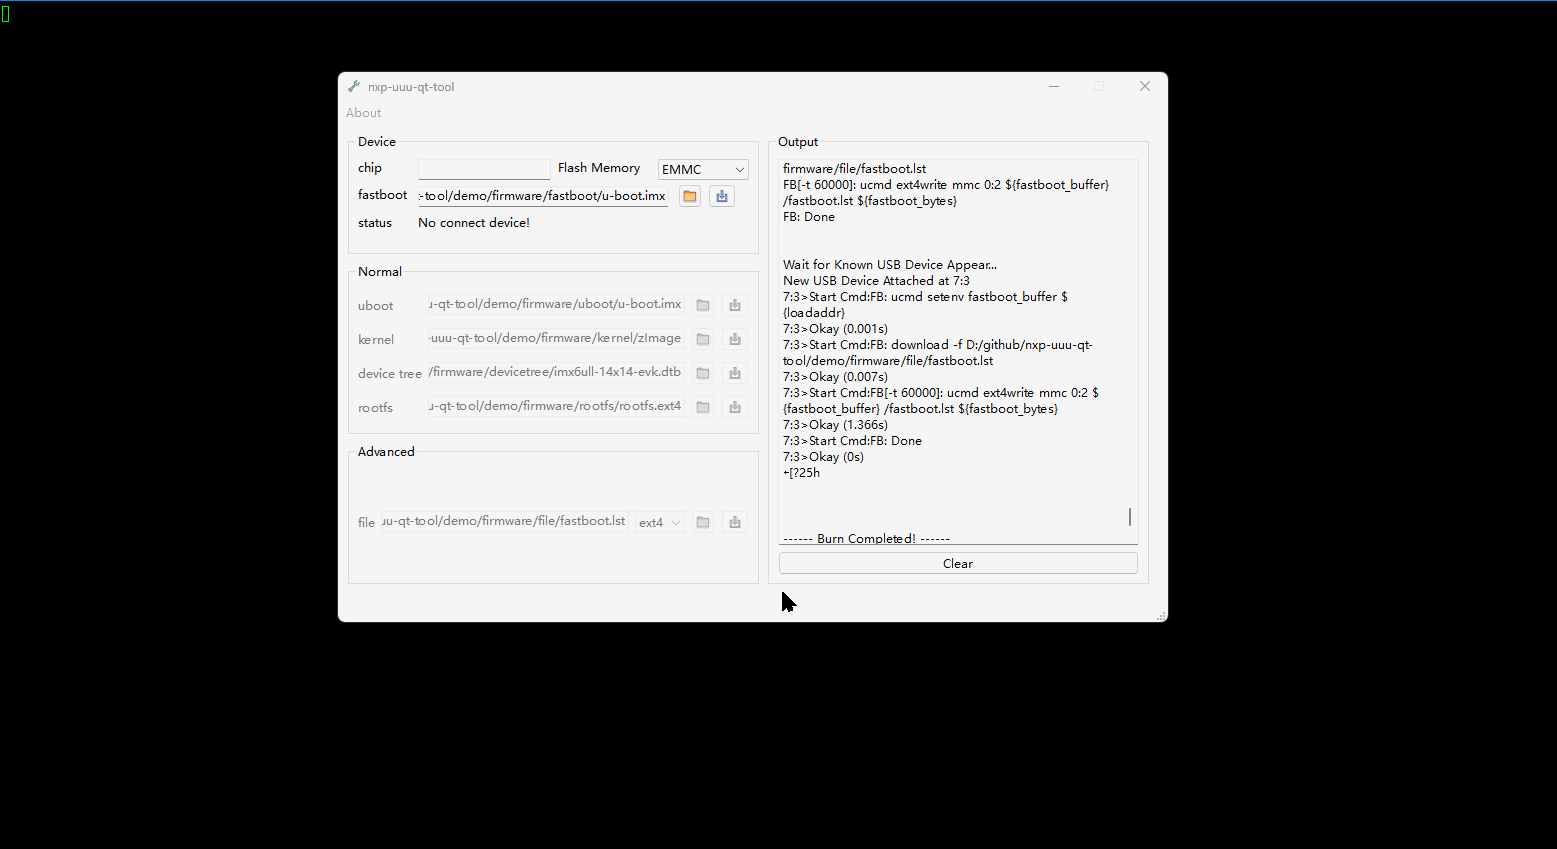 nxp-uuu-qt-tool
About
Device
chip
Flash Memory
EMMC
fastboot
-tool/demo/firmware/fastboot/u-boot.imx
status
No connect device!
Normal
uboot
-qt-tool/demo/firmware/uboot/u-boot.imx
kernel
-uuu-qt-tool/demo/firmware/kernel/zImage
device tree
/firmware/devicetree/imx6ull-14x14-evk.dtb
rootfs
-qt-tool/demo/firmware/rootfs/rootfs.ext4
Advanced
file
uu-qt-tool/demo/firmware/file/fastboot.lst
ext4
Output
firmware/file/fastboot.lst
FB[-t 60000]: ucmd ext4write mmc 0:2 ${fastboot_buffer}
/fastboot.lst ${fastboot_bytes}
FB: Done
Wait for Known USB Device Appear...
New USB Device Attached at 7:3
7:3>Start Cmd:FB: ucmd setenv fastboot_buffer $
{loadaddr}
7:3>Okay (0.001s)
7:3>Start Cmd:FB: download -f D:/github/nxp-uuu-qt-
tool/demo/firmware/file/fastboot.lst
7:3>Okay (0.007s)
7:3>Start Cmd:FB[-t 60000]: ucmd ext4write mmc 0:2 $
{fastboot_buffer} /fastboot.lst ${fastboot_bytes}
7:3>Okay (1.366s)
7:3>Start Cmd:FB: Done
7:3>Okay (0s)
←[?25h
------ Burn Completed! ------
Clear